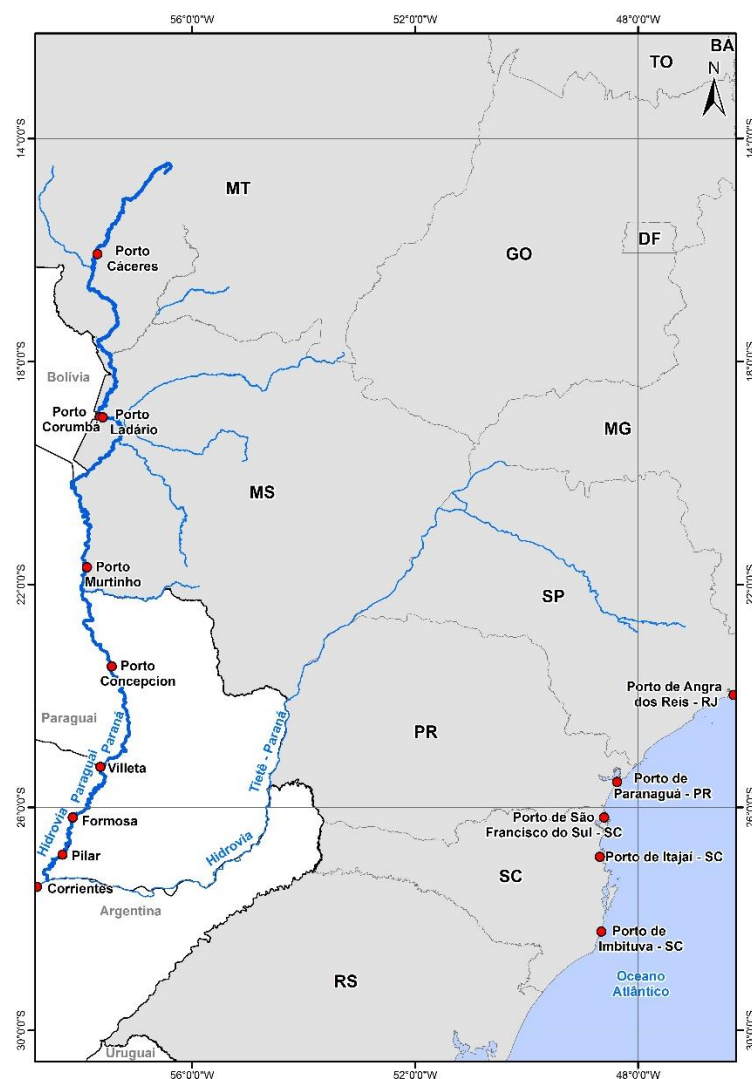 56°0'0"W
52°0'0"W
48°0'0"W
BA
TO
N
14°0'0"S
14°0'0"S
MT
DF
GO
Porto
Cáceres
18°0'0"S
18°0'0"S
Bolívia
Porto
Corumbá
Porto
Ladário
MG
MS
Porto
Murtinho
22°0'0"S
22°0'0"S
SP
Porto
Concepcion
Porto de Angra
dos Reis - RJ
Paraguai
PR
Hidrovia Paraguai Paraná
Hidrovia Tietê - Paraná
Villeta
Porto de
Paranaguá - PR
26°0'0"S
26°0'0"S
Formosa
Porto de São
Francisco do Sul - SC
Pilar
Porto de Itajaí - SC
Corrientes
SC
Argentina
Porto de
Imbituva - SC
RS
Oceano
Atlântico
30°0'0"S
30°0'0"S
Uruguai
56°0'0"W
52°0'0"W
48°0'0"W